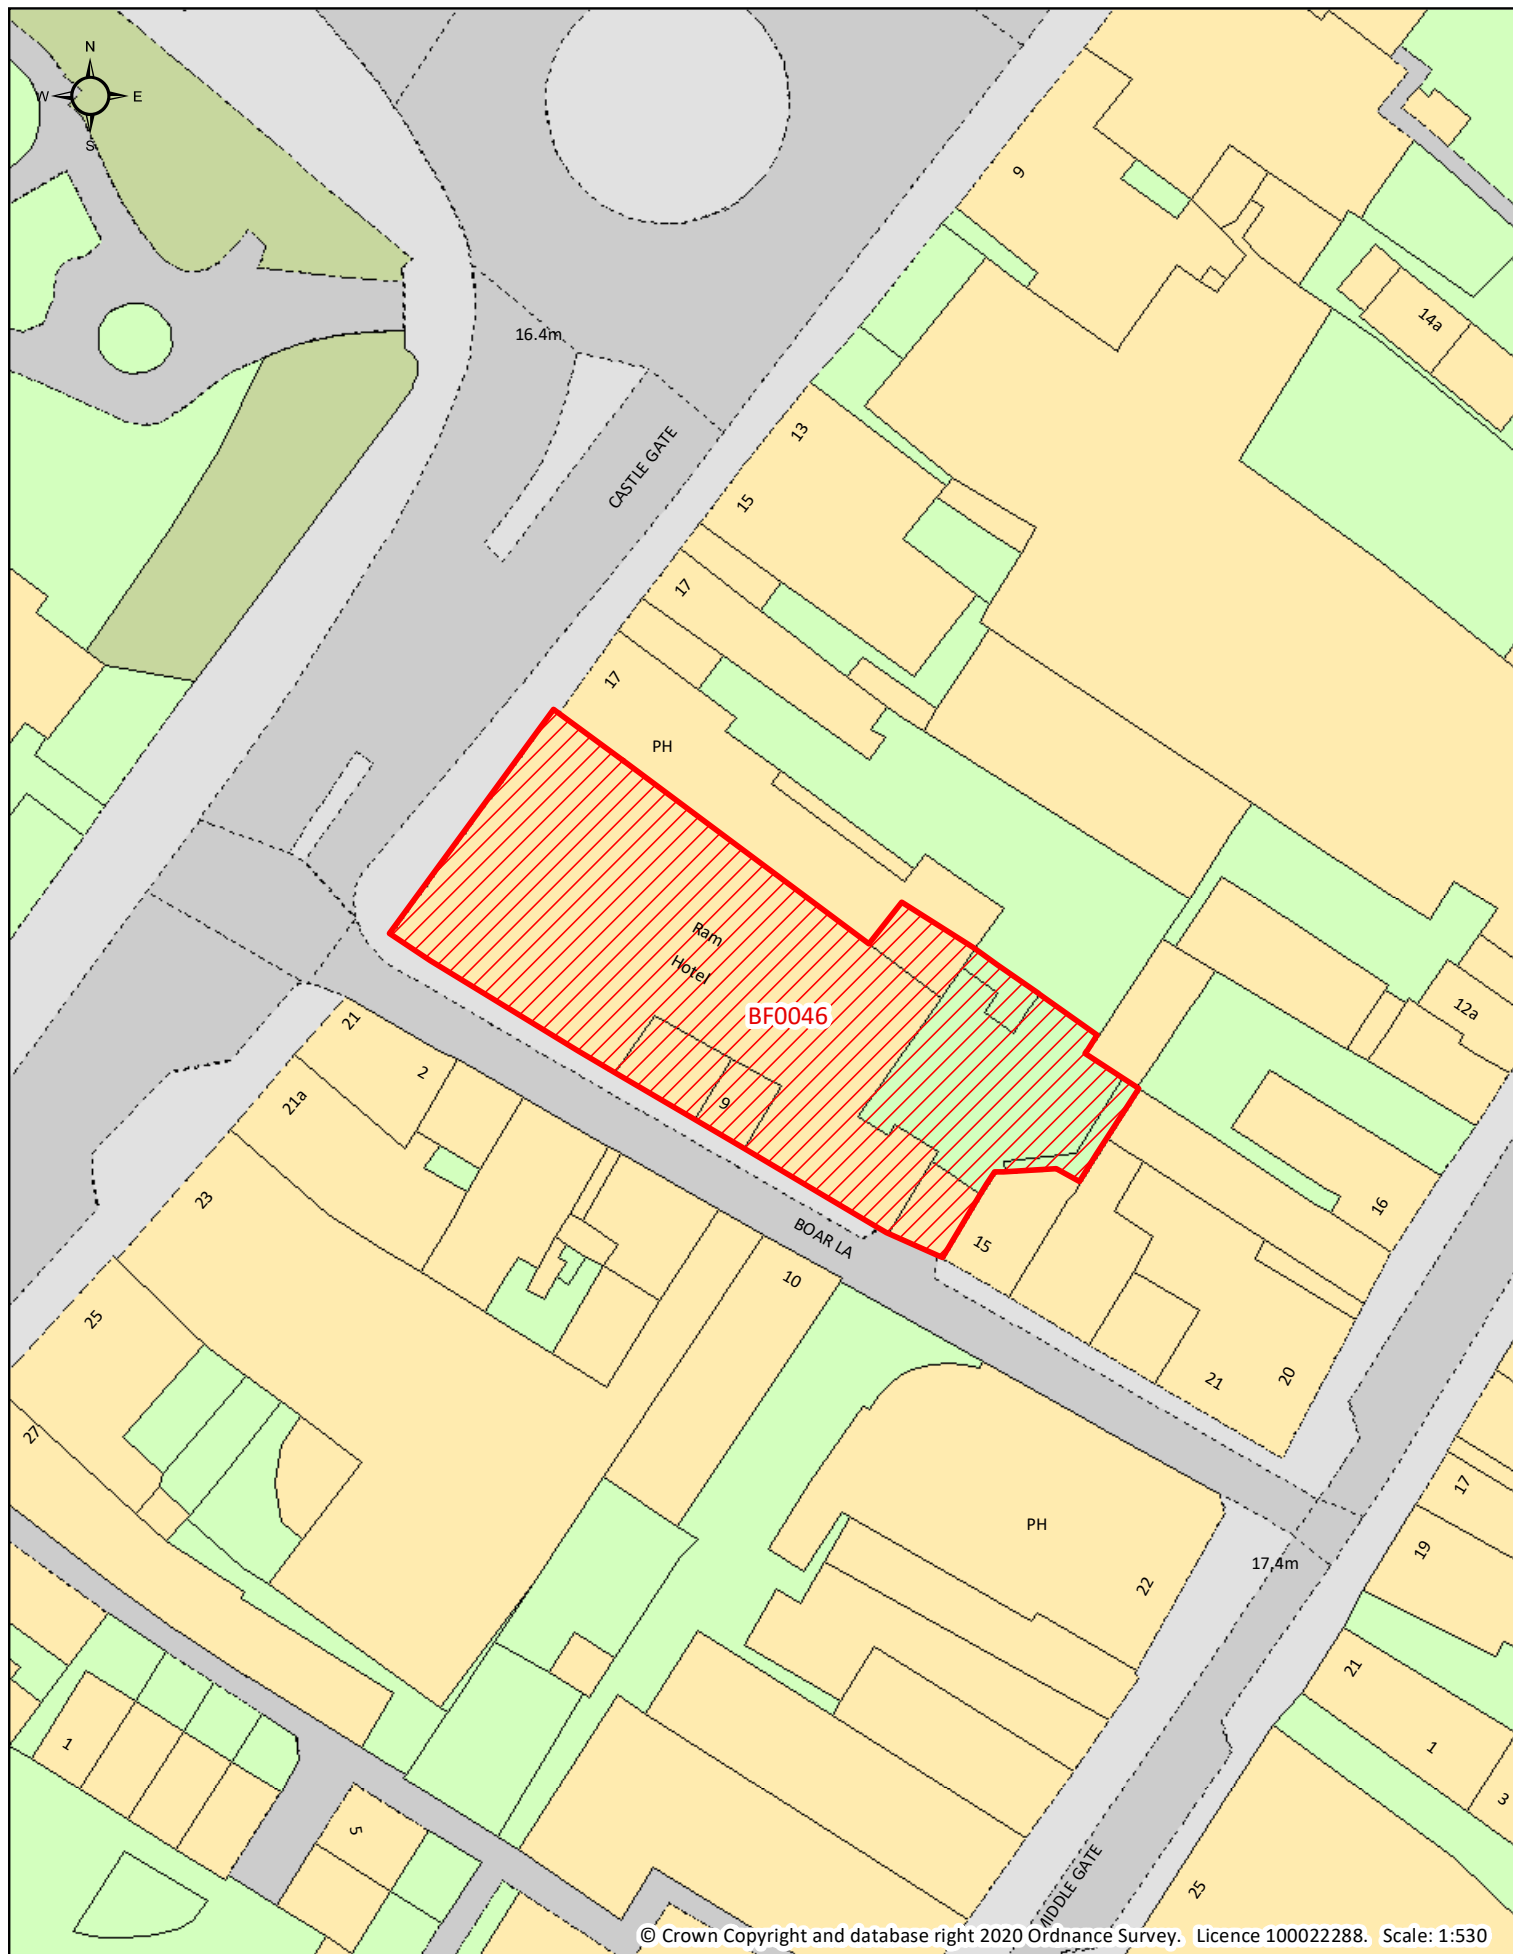 N
W E
S
9
14a
16.4m
CASTLE GATE
13
15
17
17
PH
Ram
Hotel
BF0046
12a
21
2
9
21a
16
23
BOAR LA
15
10
25
21
20
27
17
PH
19
17.4m
22
21
1
1
3
5
MIDDLE GATE
25
© Crown Copyright and database right 2020 Ordnance Survey. Licence 100022288. Scale: 1:530